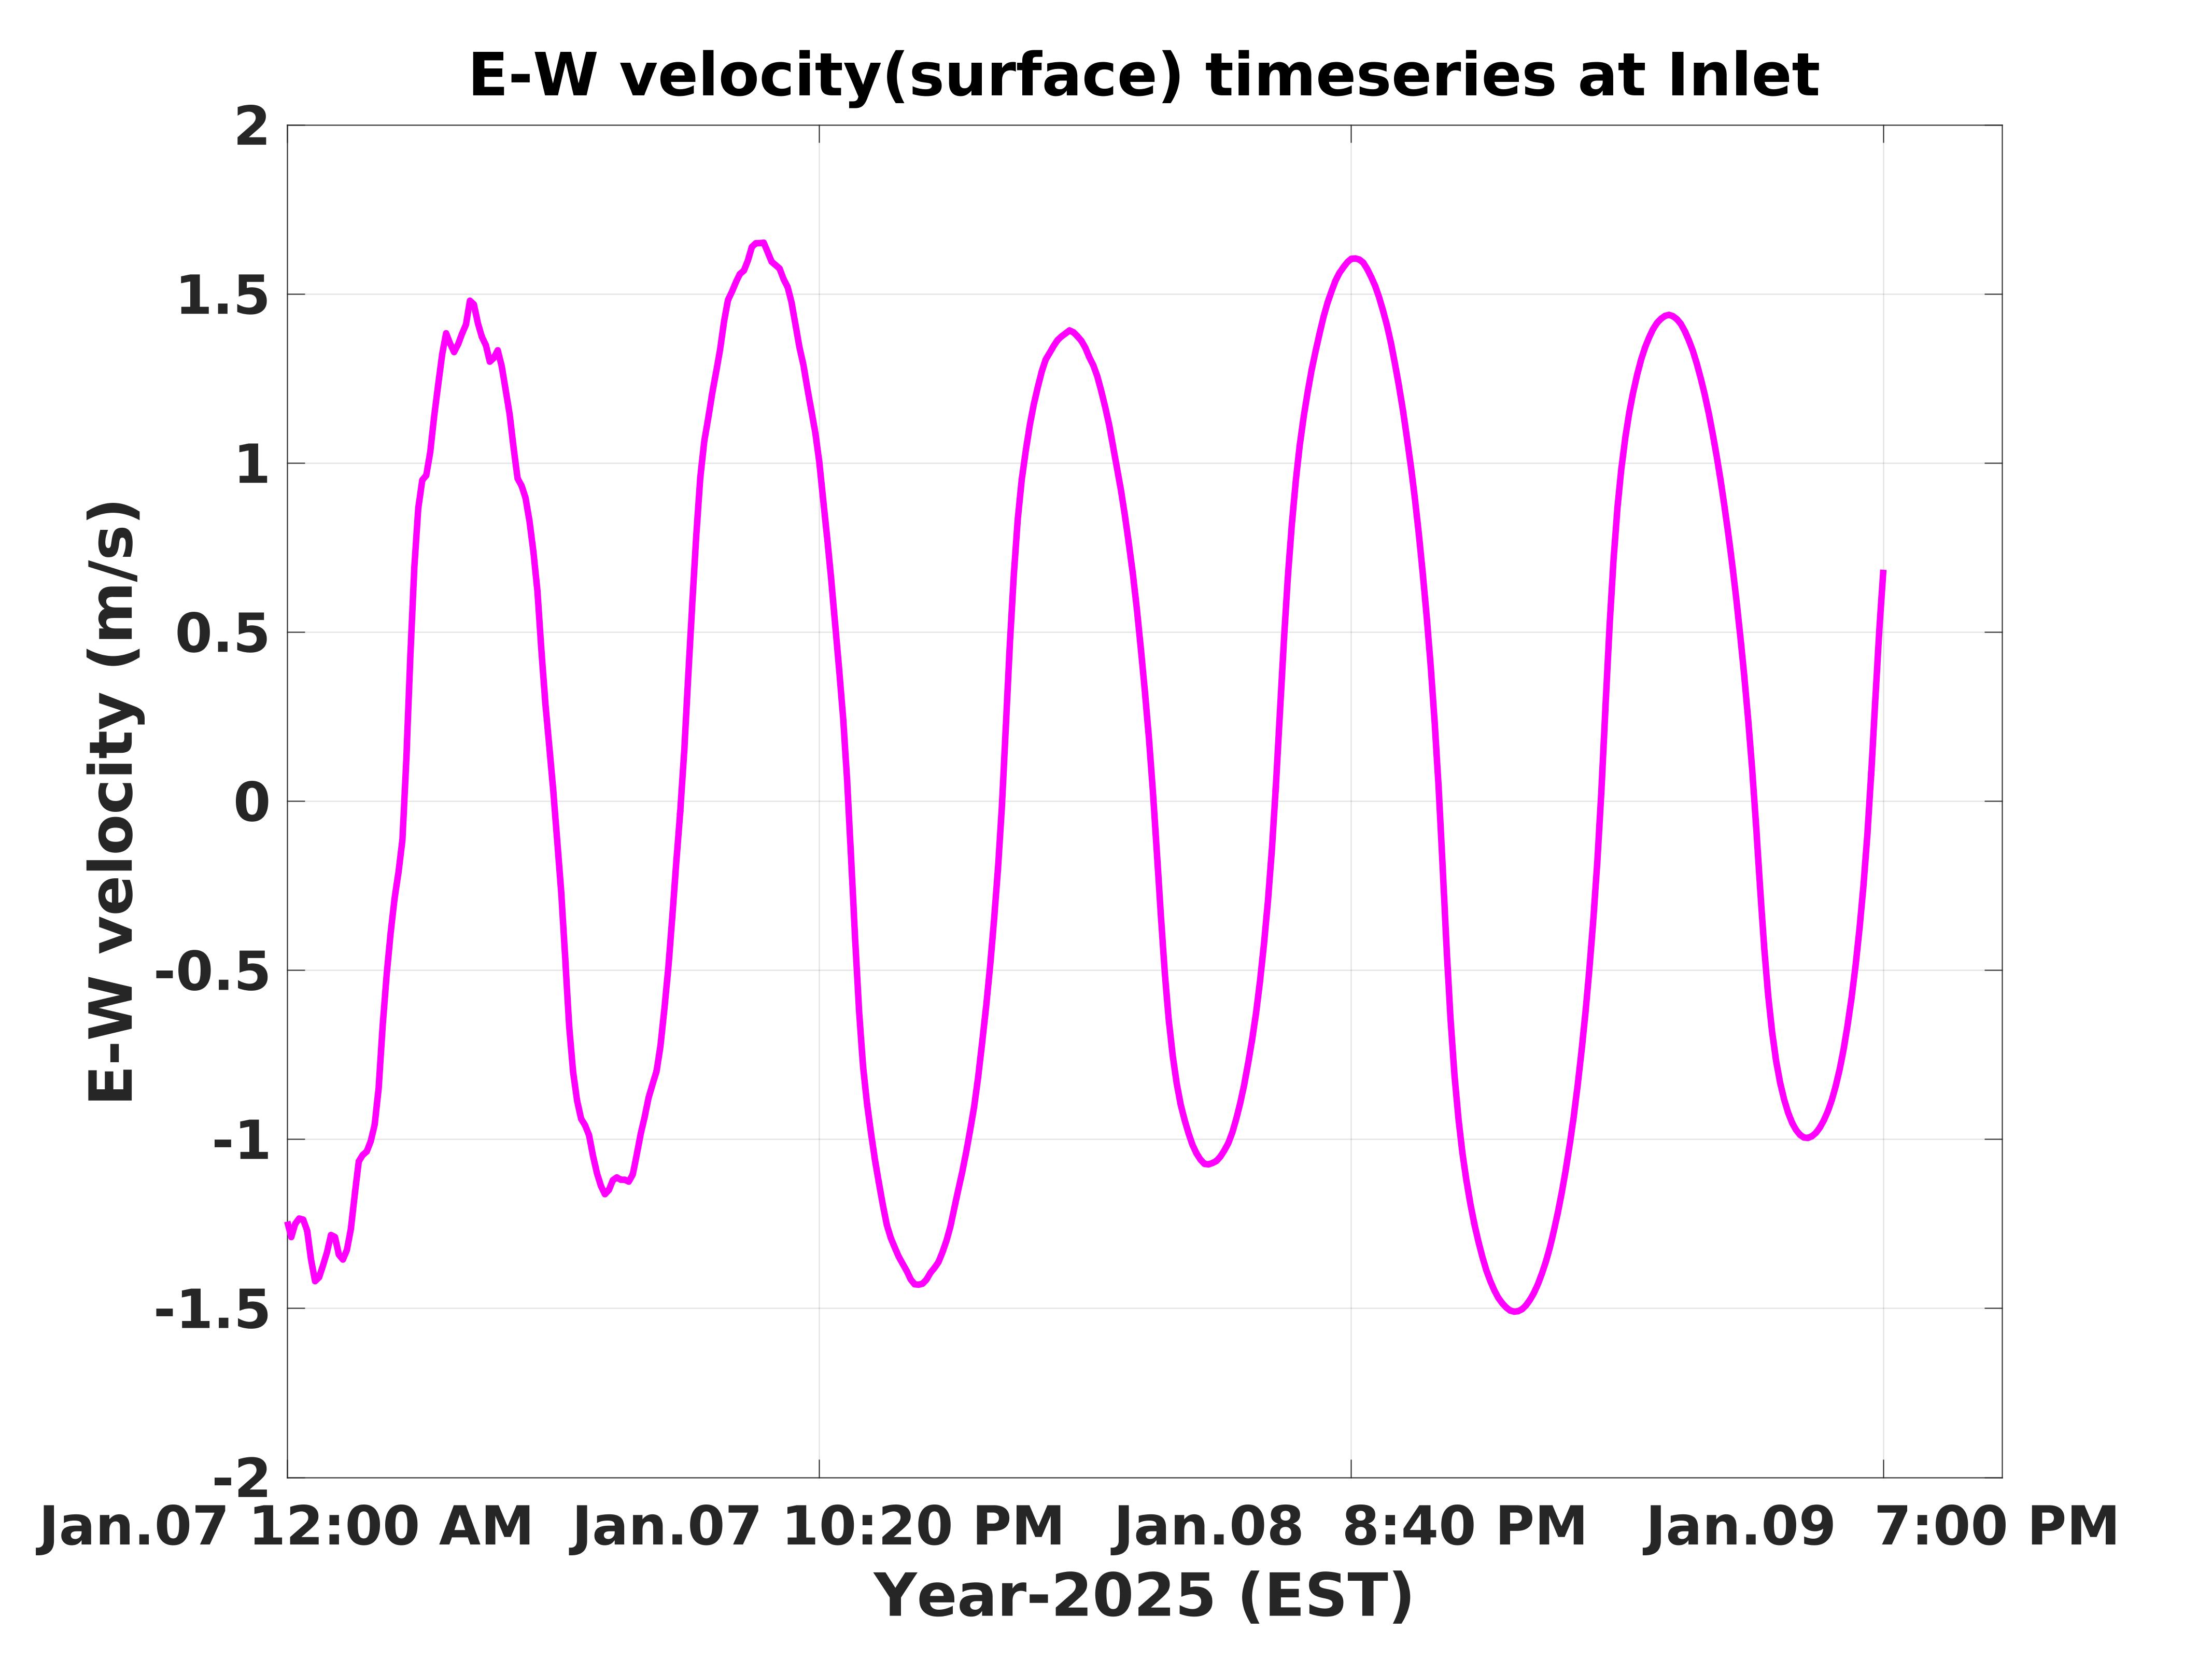 E-W velocity(surface) timeseries at Inlet
E-W velocity (m/s)
2
1.5
1
0.5
0
-0.5
-1
-1.5
-2
Jan.07 12:00 AM Jan.07 10:20 PM Jan.08 8:40 PM Jan.09 7:00 PM
Year-2025 (EST)